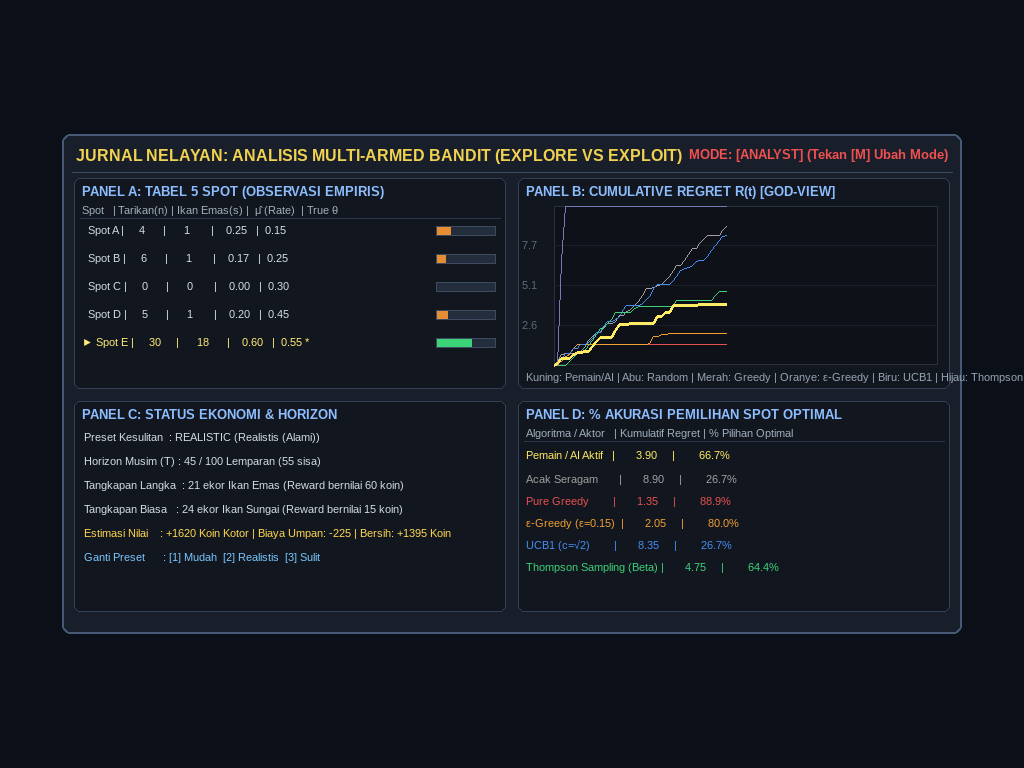 JURNAL NELAYAN: ANALISIS MULTI-ARMED BANDIT (EXPLORE VS EXPLOIT) MODE: [ANALYST] (Tekan [M] Ubah Mode)
PANEL A: TABEL 5 SPOT (OBSERVASI EMPIRIS)
Spot | Tarikan(n) | Ikan Emas(s) | μ̂ (Rate) | True θ
Spot A | 4 | 1 | 0.25 | 0.15
Spot B | 6 | 1 | 0.17 | 0.25
Spot C | 0 | 0 | 0.00 | 0.30
Spot D | 5 | 1 | 0.20 | 0.45
► Spot E | 30 | 18 | 0.60 | 0.55 *
PANEL B: CUMULATIVE REGRET R(t) [GOD-VIEW]
7.7
5.1
2.6
Kuning: Pemain/AI | Abu: Random | Merah: Greedy | Oranye: ε-Greedy | Biru: UCB1 | Hijau: Thompson
PANEL C: STATUS EKONOMI & HORIZON
Preset Kesulitan : REALISTIC (Realistis (Alami))
Horizon Musim (T) : 45 / 100 Lemparan (55 sisa)
Tangkapan Langka : 21 ekor Ikan Emas (Reward bernilai 60 koin)
Tangkapan Biasa : 24 ekor Ikan Sungai (Reward bernilai 15 koin)
Estimasi Nilai : +1620 Koin Kotor | Biaya Umpan: -225 | Bersih: +1395 Koin
Ganti Preset : [1] Mudah [2] Realistis [3] Sulit
PANEL D: % AKURASI PEMILIHAN SPOT OPTIMAL
Algoritma / Aktor | Kumulatif Regret | % Pilihan Optimal
Pemain / AI Aktif | 3.90 | 66.7%
Acak Seragam | 8.90 | 26.7%
Pure Greedy | 1.35 | 88.9%
ε-Greedy (ε=0.15) | 2.05 | 80.0%
UCB1 (c=√2) | 8.35 | 26.7%
Thompson Sampling (Beta) | 4.75 | 64.4%